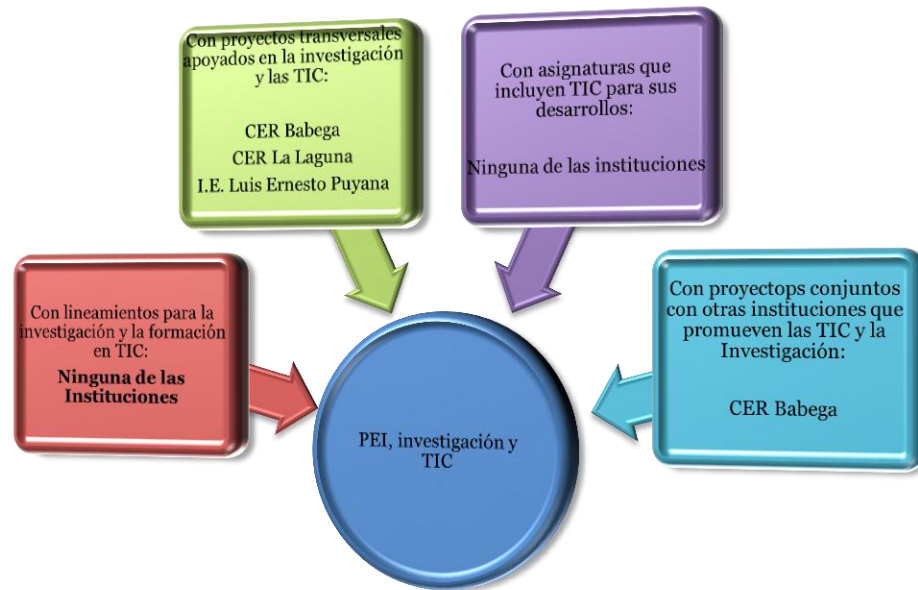 Con lineamientos para la
investigación y la formación
en TIC:
Ninguna de las
Instituciones
Con proyectos transversales
apoyados en la investigación
y las TIC:
CER Babega
CER La Laguna
I.E. Luis Ernesto Puyana
Con asignaturas que
incluyen TIC para sus
desarrollos:
Ninguna de las instituciones
Con proyectops conjuntos
con otras instituciones que
promueven las TIC y la
Investigación:
CER Babega
PEI, investigación y
TIC